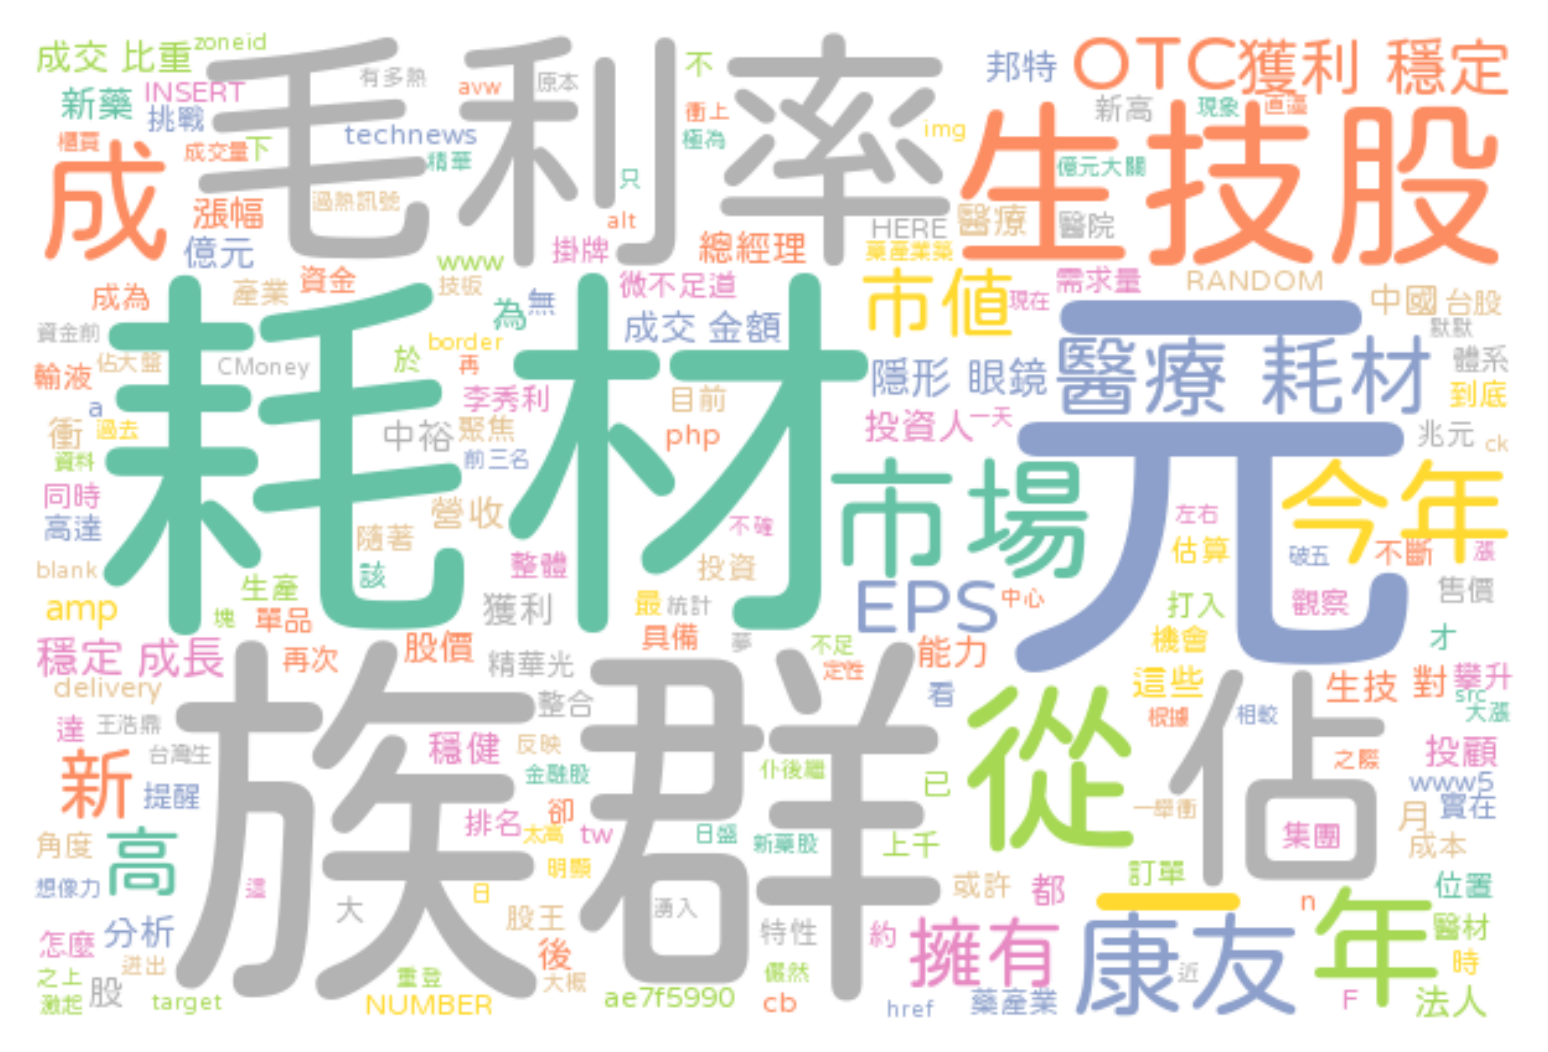 成交 比重
zoneid
毛利率
有多熱
avw
原本
不
邦特
OTC獲利 穩定
新藥
INSERT
挑戰
technews
衝上
極為
img
新高
現象
直逼
櫃買
成交量
下
精華
只
生技股
億元大關
成
漲幅
過熱訊號
alt
HERE
醫療
醫院
億元
www
掛牌
總經理
藥產業築
成為
產業
資金
技板
為
無
微不足道
市值
現在
需求量
RANDOM
中國
台股
資金前
佔大盤
CMoney
於
border
再
成交 金額
元
默默
輸液
a
耗材
李秀利
目前
隱形 眼鏡
醫療 耗材
體系
到底
衝
過去
中裕
聚焦
php
投資人
一天
兆元
ck
資料
前三名
市場
今年
同時
高達
隨著
營收
不確
左右
估算
破五
不斷
漲
blank
生產
該
整體
投資
EPS
中心
打入
觀察
售價
amp
塊
單品
獲利
最
統計
機會
才
穩定 成長
再次
股價
精華光
具備
夢
不足
定性
能力
這些
生技
對
攀升
src
大漲
delivery
看
達
王浩鼎
族群
整合
從
佔
根據
相較
台灣生
穩健
反映
金融股
仆後繼
已
之際
投顧
新
提醒
www5
排名
卻
太高
tw
日盛
新藥股
上千
一舉衝
集團
月
實在
角度
高
成本
想像力
這
大
日
明顯
股王
湧入
特性
或許
都
訂單
一
n
年
位置
醫材
怎麼
分析
後
約
擁有
康友
近
時
之上
迸出
激起
股
target
重登
NUMBER
大概
ae7f5990
儼然
cb
href
藥產業
F
法人